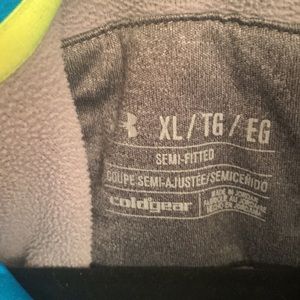 XL / TG / EG
SEMI-FITTED
COUPE SEMI-AJUSTÉE/SEMICEÑIDO
coldgear